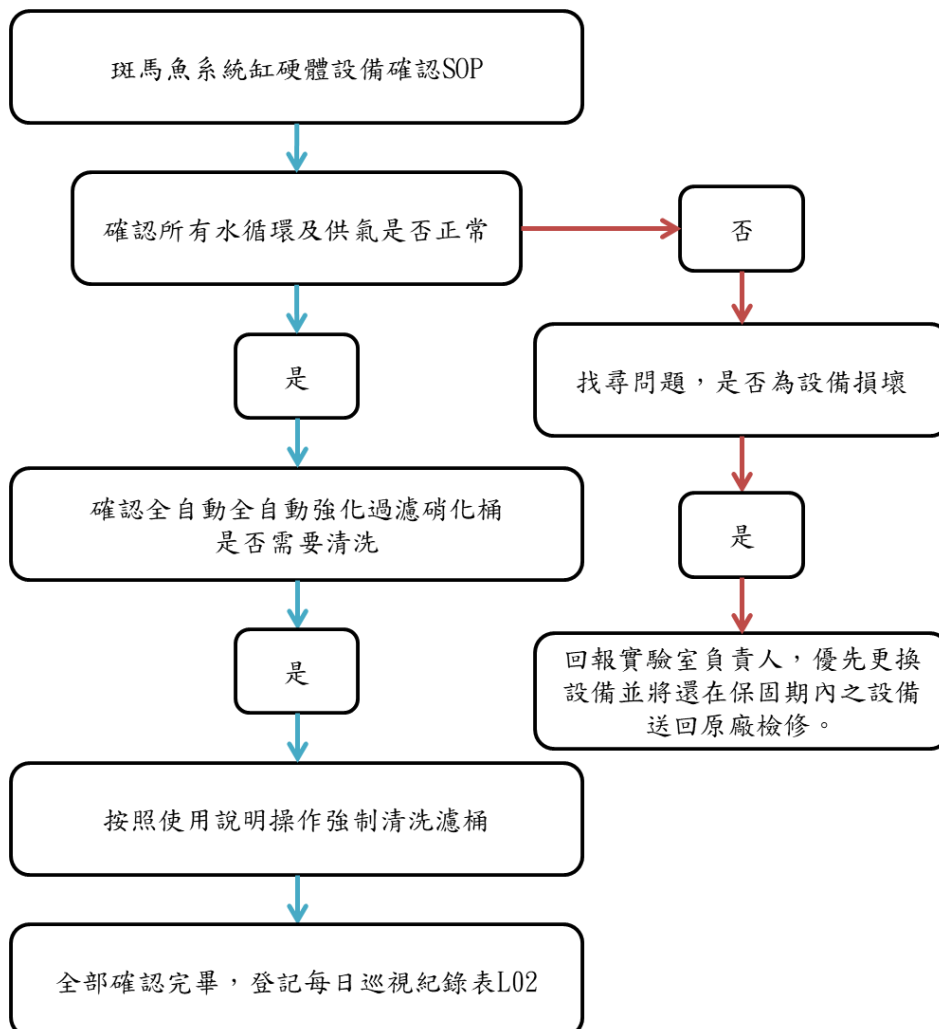 斑馬魚系統缸硬體設備確認SOP
確認所有水循環及供氣是否正常
否
是
找尋問題，是否為設備損壞
確認全自動全自動強化過濾硝化桶
是否需要清洗
是
是
回報實驗室負責人，優先更換
設備並將還在保固期內之設備
送回原廠檢修。
按照使用說明操作強制清洗濾桶
全部確認完畢，登記每日巡視紀錄表L02